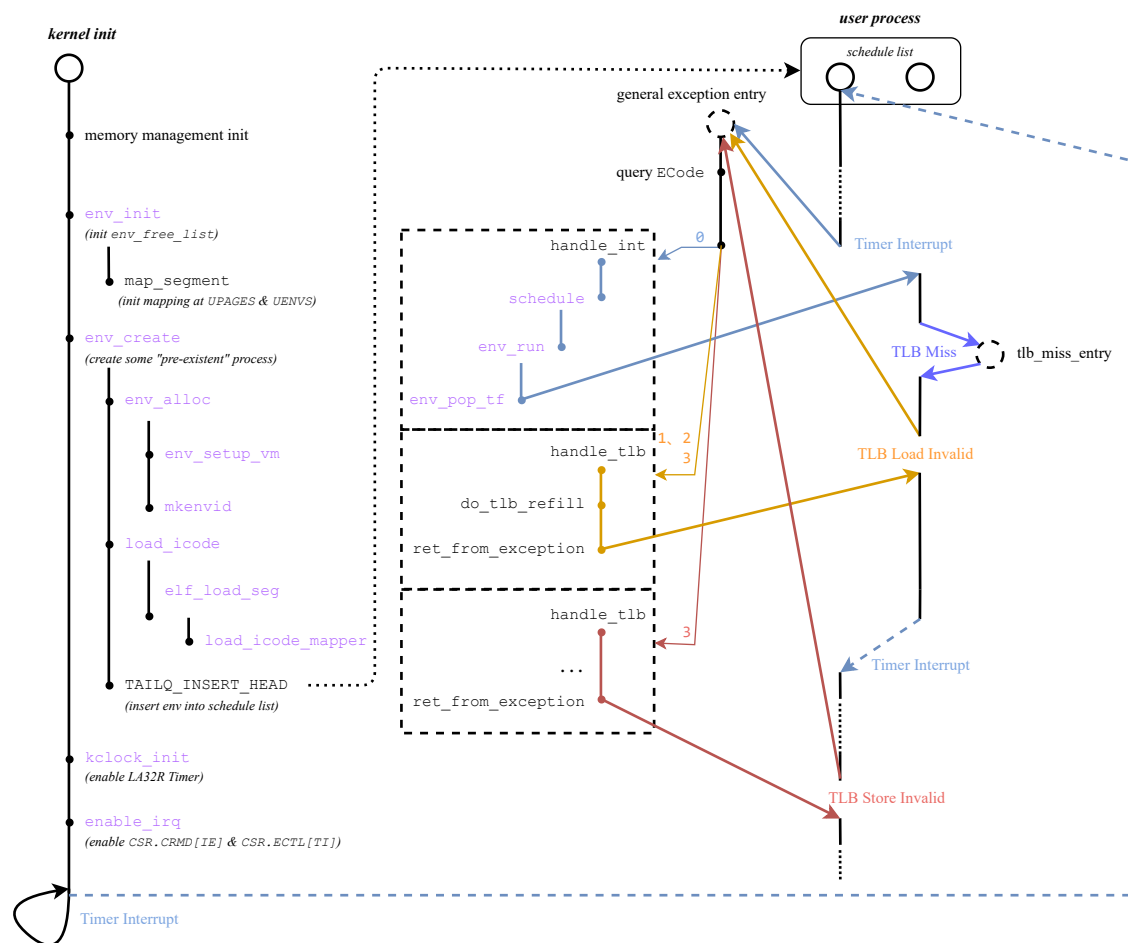 kernel init
memory management init
env_init
(init env_free_list)
map_segment
(init mapping at UPAGES & UENVS)
env_create
(create some "pre-existent" process)
env_alloc
env_setup_vm
mkenvid
load_icode
elf_load_seg
load_icode_mapper
TAILQ_INSERT_HEAD
(insert env into schedule list)
kclock_init
(enable LA32R Timer)
enable_irq
(enable CSR.CRMD[IE] & CSR.ECTL[TI])
Timer Interrupt
general exception entry
query ECode
0
handle_int
schedule
env_run
env_pop_tf
1、2
3
handle_tlb
do_tlb_refill
ret_from_exception
3
handle_tlb
...
ret_from_exception
user process
schedule list
Timer Interrupt
TLB Miss
tlb_miss_entry
TLB Load Invalid
Timer Interrupt
TLB Store Invalid